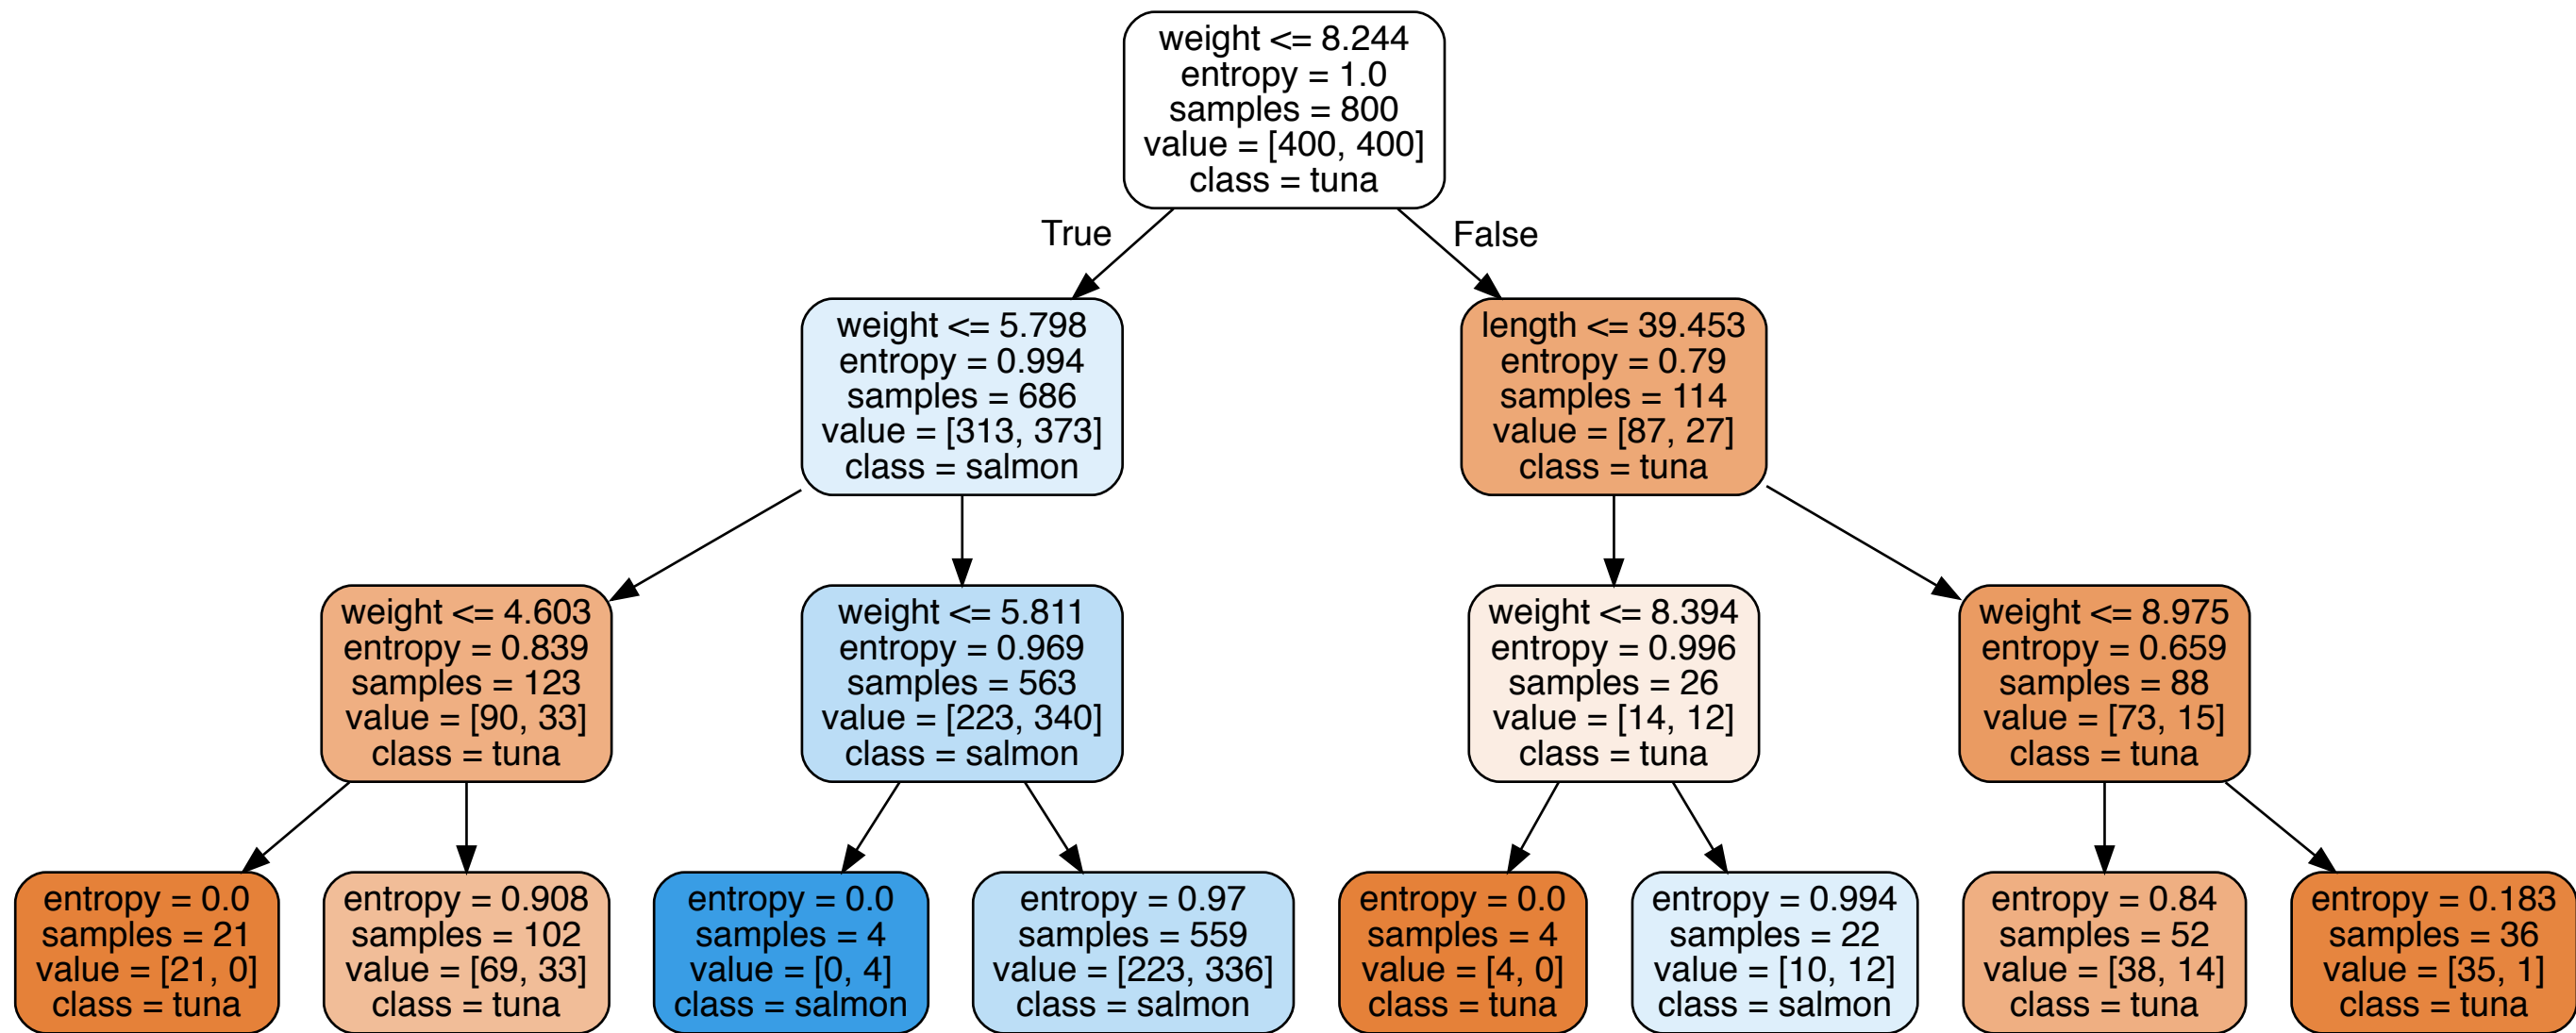 weight <= 8.244
entropy = 1.0
samples = 800
value = [400, 400]
class = tuna
True
False
weight <= 5.798
entropy = 0.994
samples = 686
value = [313, 373]
class = salmon
length <= 39.453
entropy = 0.79
samples = 114
value = [87, 27]
class = tuna
weight <= 4.603
entropy = 0.839
samples = 123
value = [90, 33]
class = tuna
weight <= 5.811
entropy = 0.969
samples = 563
value = [223, 340]
class = salmon
weight <= 8.394
entropy = 0.996
samples = 26
value = [14, 12]
class = tuna
weight <= 8.975
entropy = 0.659
samples = 88
value = [73, 15]
class = tuna
entropy = 0.0
samples = 21
value = [21, 0]
class = tuna
entropy = 0.908
samples = 102
value = [69, 33]
class = tuna
entropy = 0.0
samples = 4
value = [0, 4]
class = salmon
entropy = 0.97
samples = 559
value = [223, 336]
class = salmon
entropy = 0.0
samples = 4
value = [4, 0]
class = tuna
entropy = 0.994
samples = 22
value = [10, 12]
class = salmon
entropy = 0.84
samples = 52
value = [38, 14]
class = tuna
entropy = 0.183
samples = 36
value = [35, 1]
class = tuna